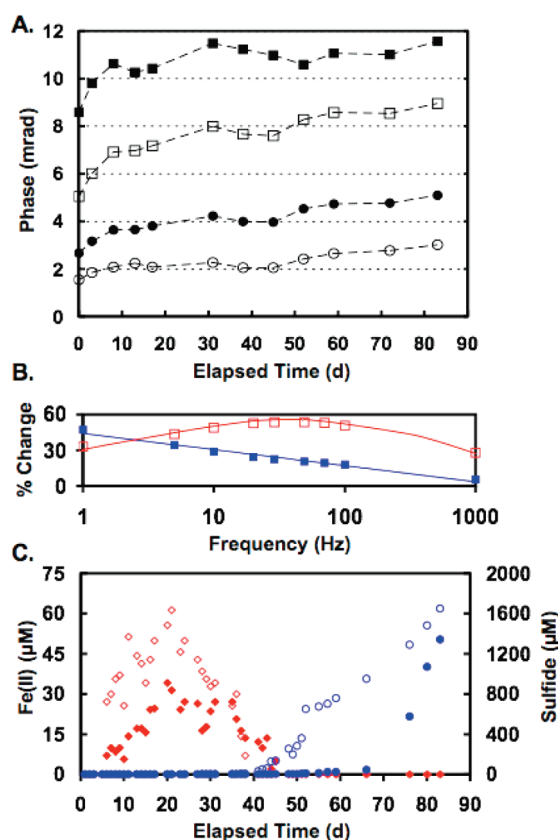 A.
12
10
8
6
4
2
0
Phase (mrad)
0 10 20 30 40 50 60 70 80 90
Elapsed Time (d)
B.
60
30
0
% Change
1 10 100 1000
Frequency (Hz)
C.
75
60
45
30
15
0
Fe(II) (µM)
2000
1600
1200
800
400
0
Sulfide (µM)
0 10 20 30 40 50 60 70 80 90
Elapsed Time (d)